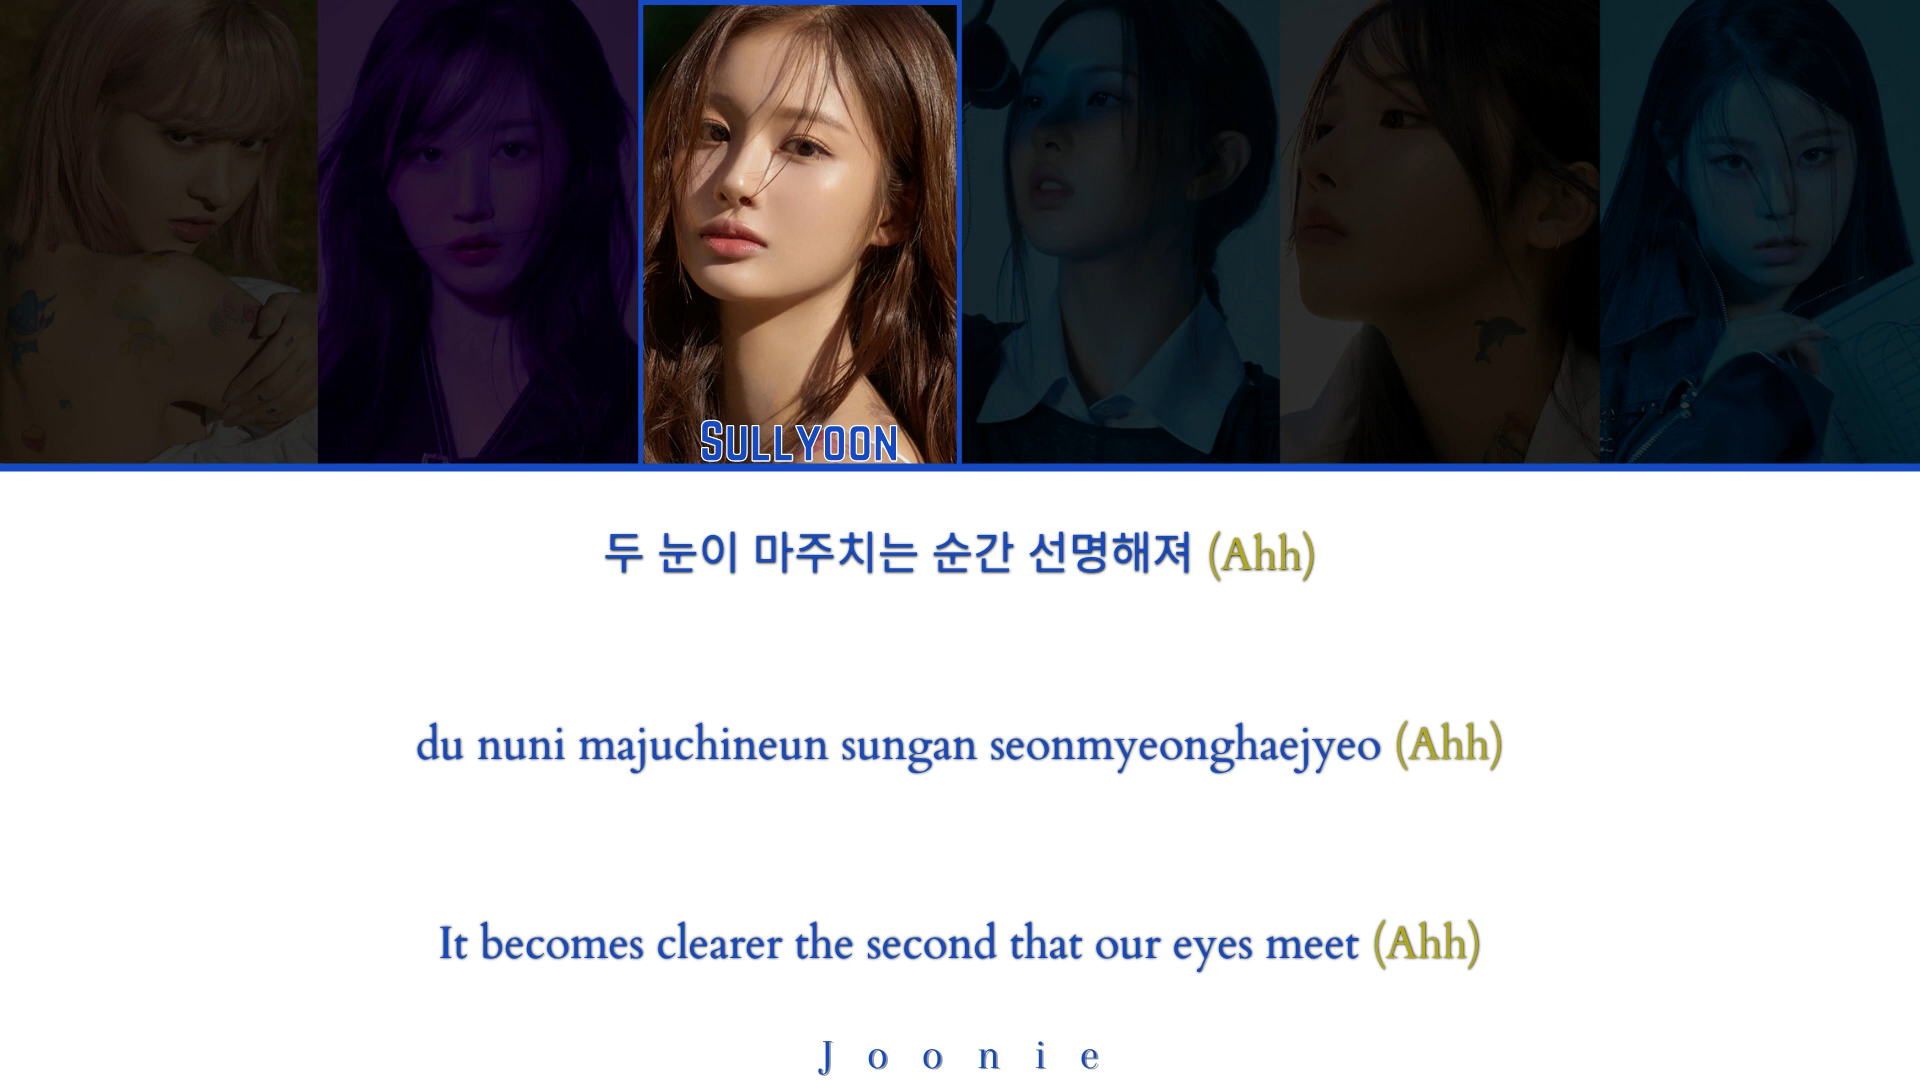 SULLYOON
두 눈이 마주치는 순간 선명해져 (Ahh)
du nuni majuchineun sungan seonmyeonghaejyeo (Ahh)
It becomes clearer the second that our eyes meet (Ahh)
Joonie